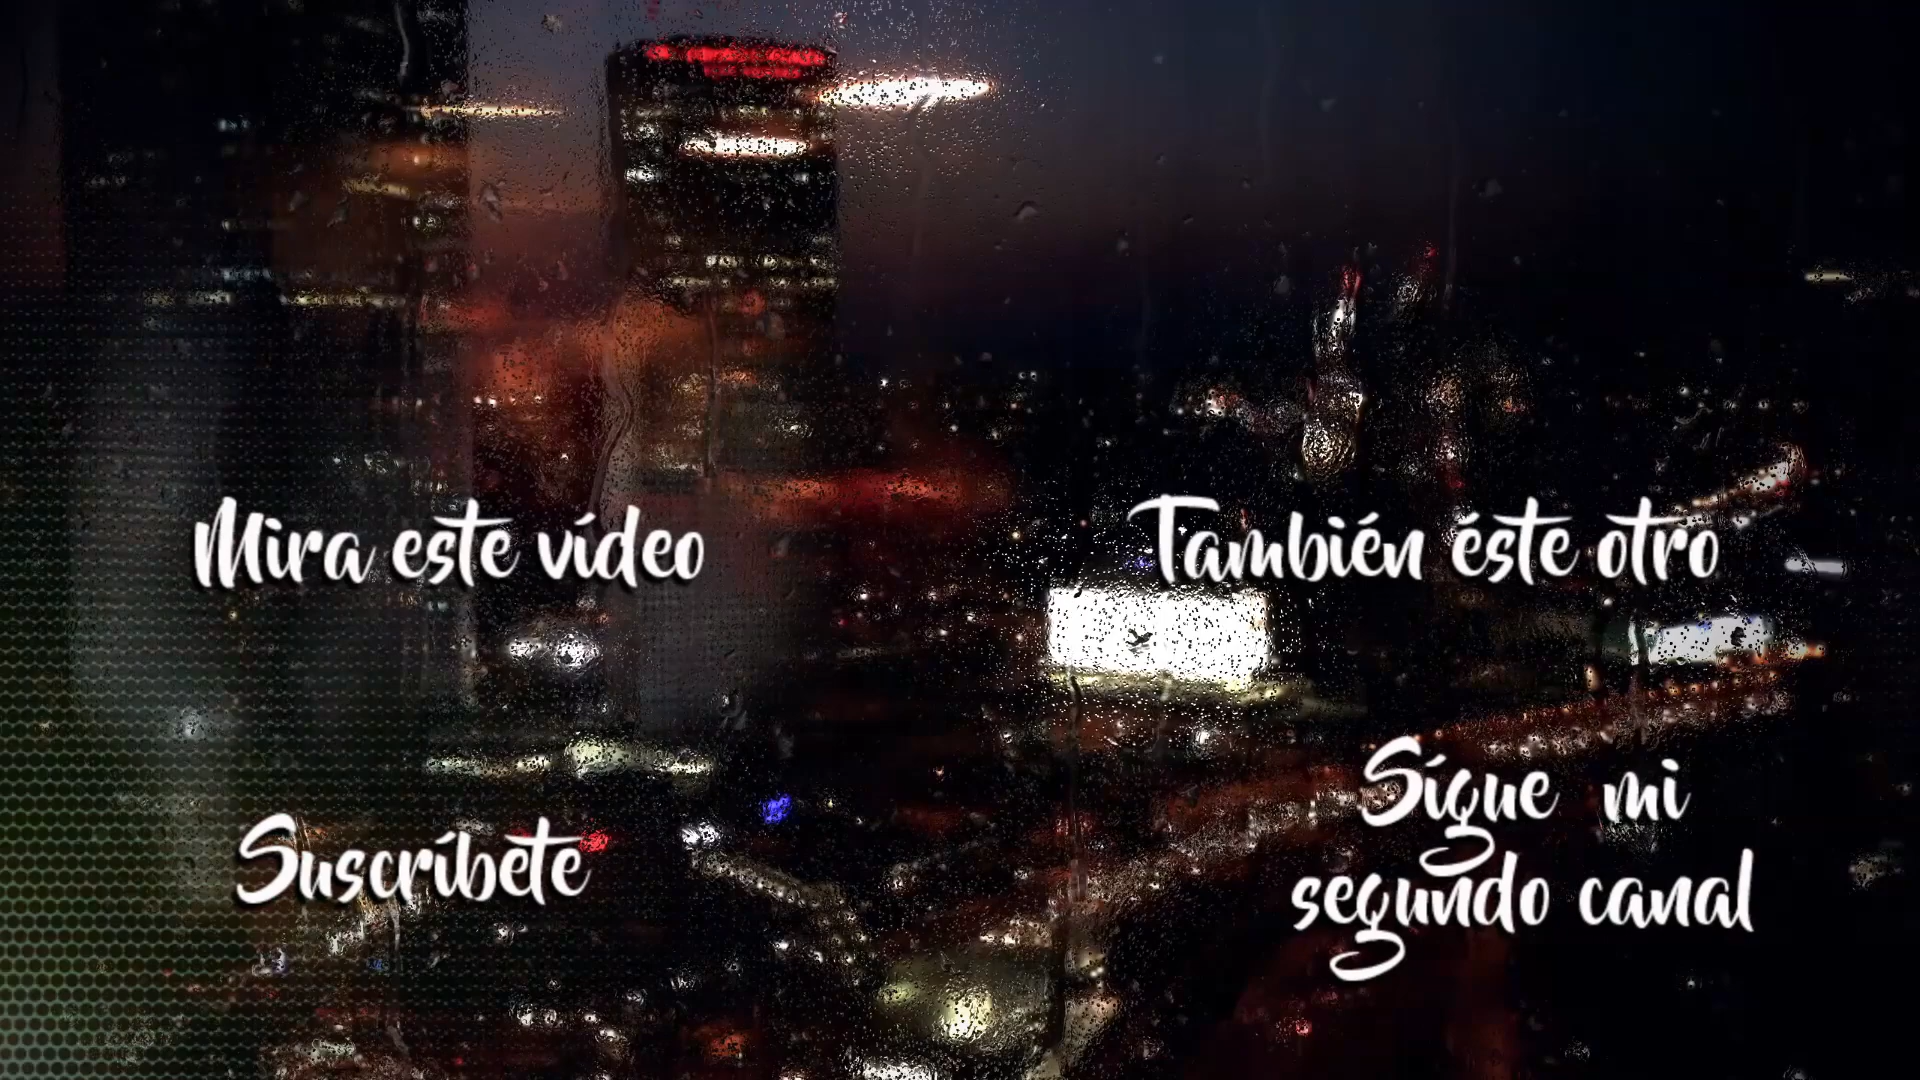 Mira este vídeo
También éste otro
Suscríbete
Sígue mi
segundo canal